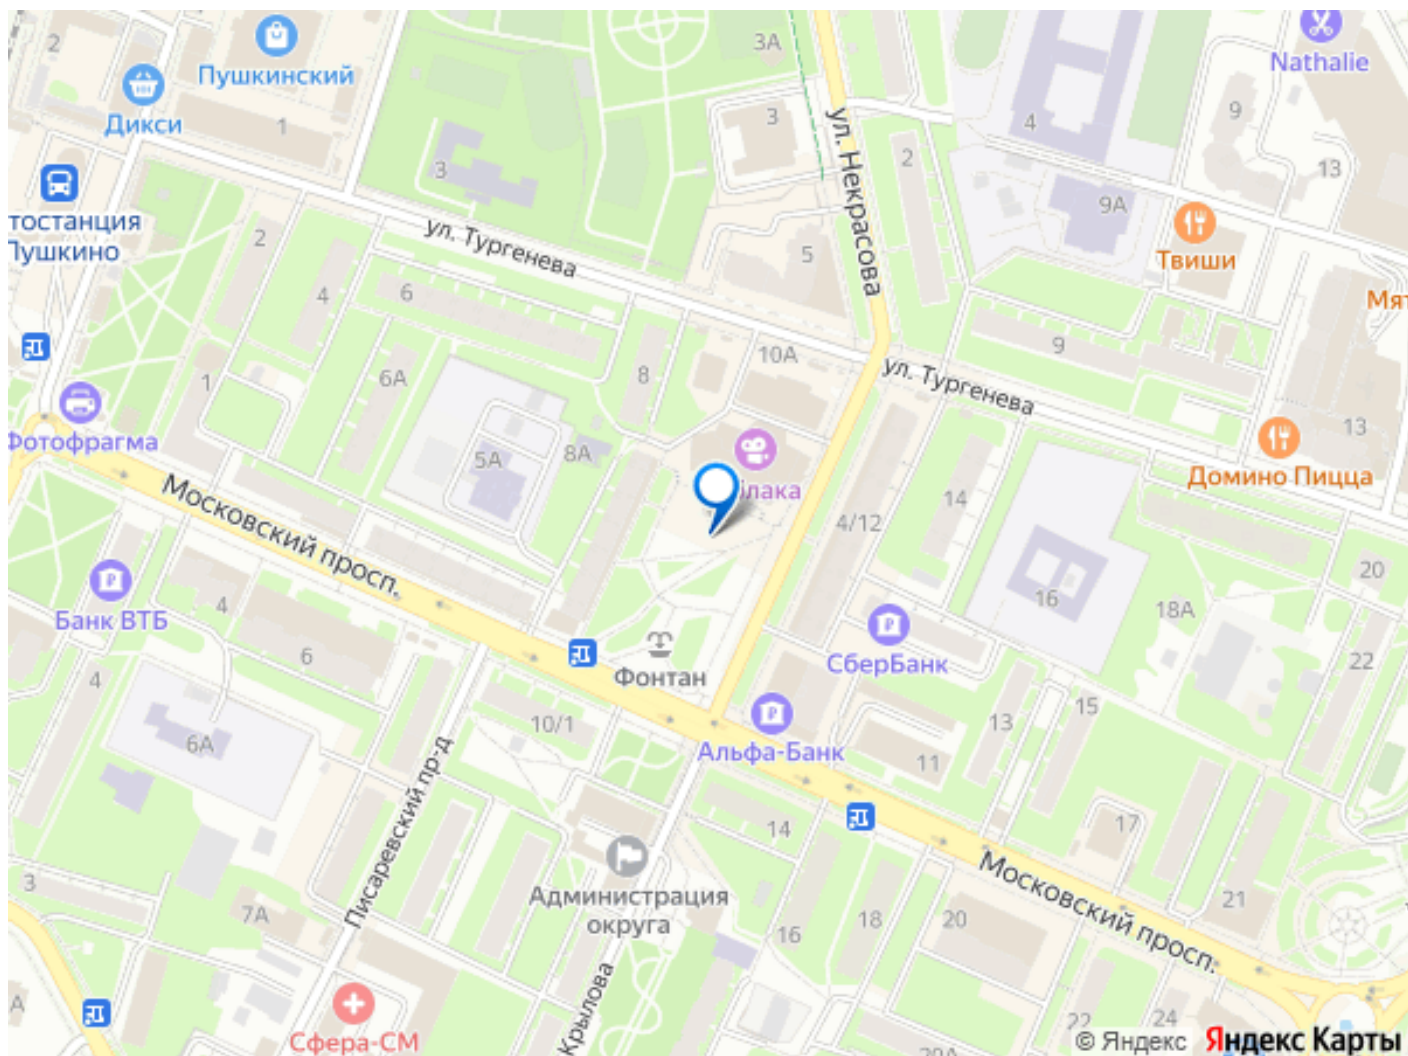 2
Пушкинский
3А
Nathalie
Дикси
1
3
ул. Некрасова
2
4
9
13
3
9А
тостанция
Пушкино
2
ул. Тургенева
5
Твиши
4
6
Мят
10А
9
1
6А
8
ул. Тургенева
Фотофрагма
13
5А
8А
лака
14
Домино Пицца
Московский просп.
4/12
20
Банк ВТБ
4
16
18А
6
Фонтан
СберБанк
22
4
10/1
13
15
6А
Альфа-Банк
11
Писаревский пр-д
14
17
3
Администрация
округа
Московский просп.
7А
18
20
21
16
Крылова
А
Сфера-СМ
22
24
20А
© Яндекс Яндекс Карты